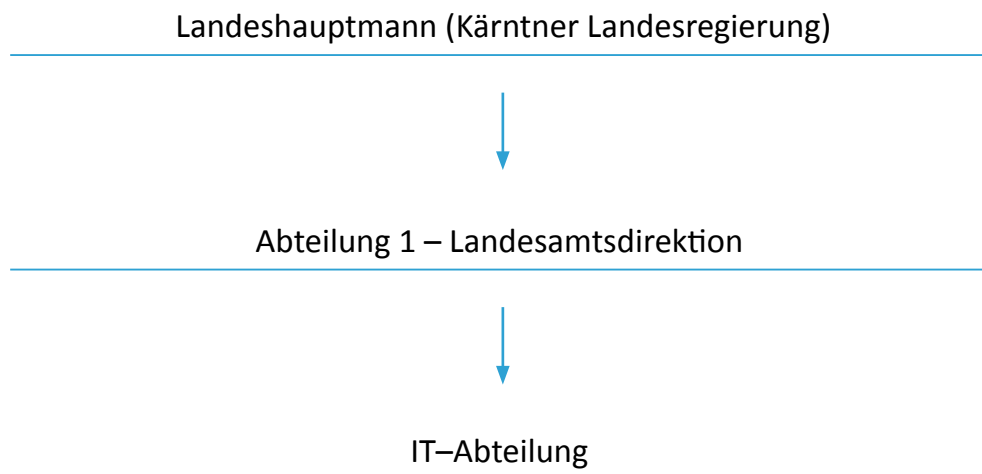 Landeshauptmann (Kärntner Landesregierung)
Abteilung 1 – Landesamtsdirektion
IT–Abteilung